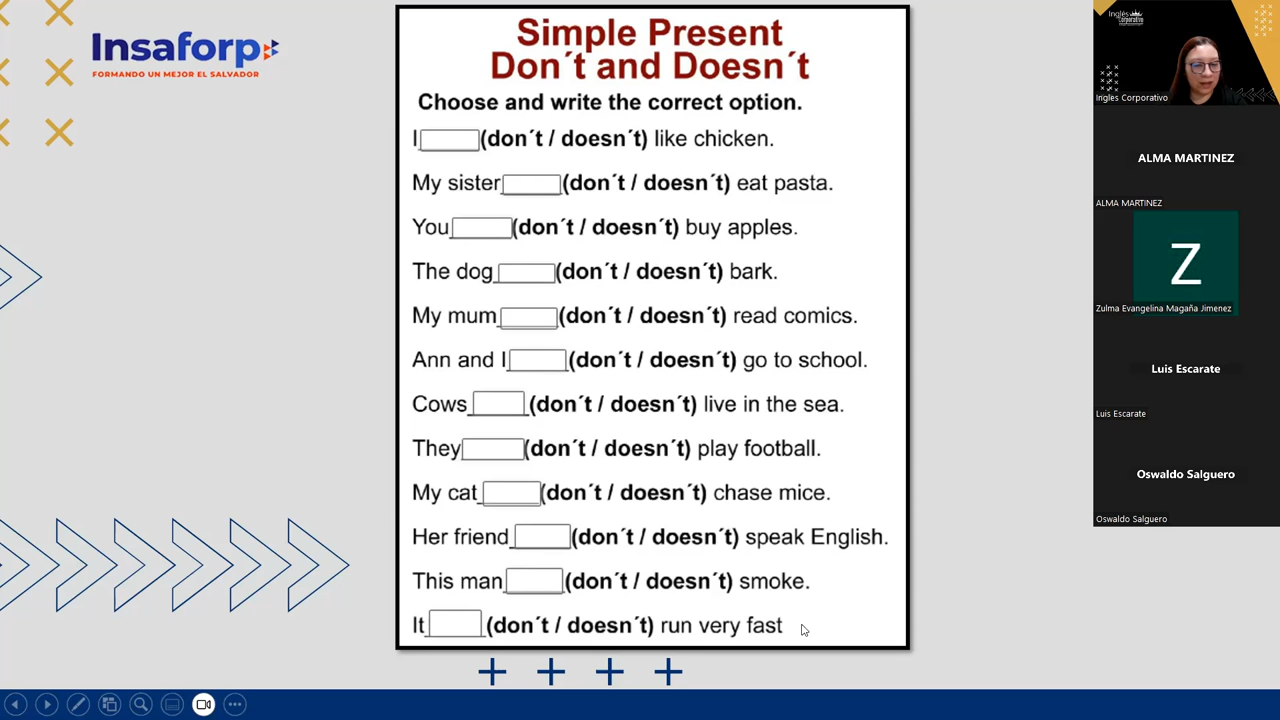 Insaforp
FORMANDO UN MEJOR EL SALVADOR
Simple Present
Don´t and Doesn´t
Choose and write the correct option.
I (don´t / doesn´t) like chicken.
My sister (don´t / doesn´t) eat pasta.
You (don´t / doesn´t) buy apples.
The dog (don´t / doesn´t) bark.
My mum (don´t / doesn´t) read comics.
Ann and I (don´t / doesn´t) go to school.
Cows (don´t / doesn´t) live in the sea.
They (don´t / doesn´t) play football.
My cat (don´t / doesn´t) chase mice.
Her friend (don´t / doesn´t) speak English.
This man (don´t / doesn´t) smoke.
It (don´t / doesn´t) run very fast
Inglés
Corporativo
Ingles Corporativo
ALMA MARTINEZ
ALMA MARTINEZ
Z
Zulma Evangelina Magaña Jimenez
Luis Escarate
Luis Escarate
Oswaldo Salguero
Oswaldo Salguero